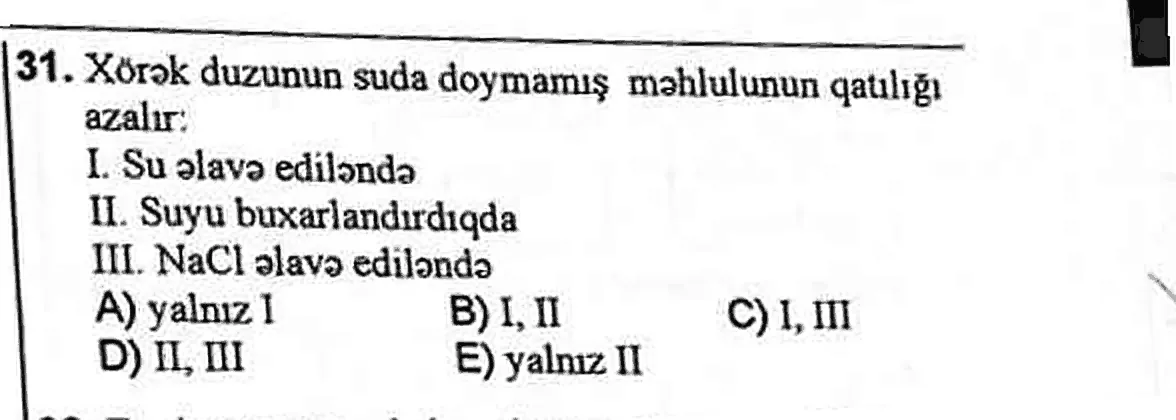 31. Xörək duzunun suda doymamış məhlulunun qatılığı
azalır:
I. Su əlavə ediləndə
II. Suyu buxarlandırdıqda
III. NaCl əlavə ediləndə
A) yalnız I B) I, II C) I, III
D) II, III E) yalnız II